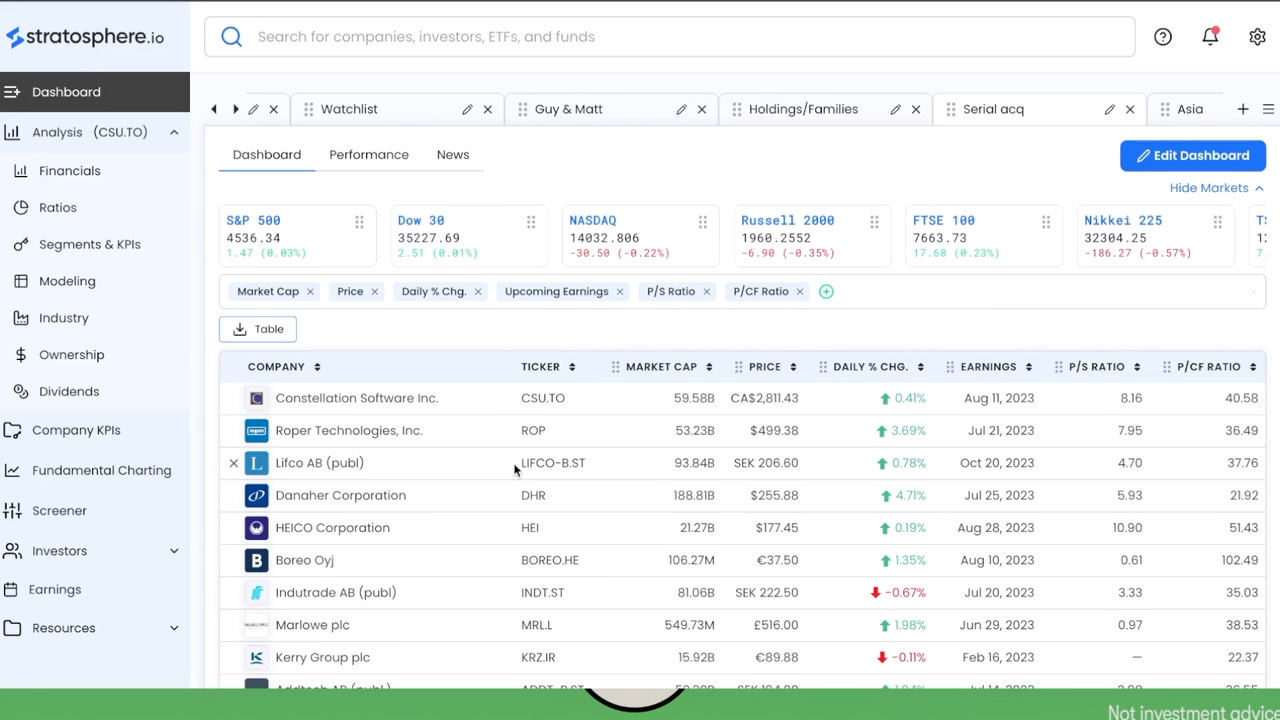 stratosphere.io
Search for companies, investors, ETFs, and funds
Dashboard
Analysis (CSU.TO)
Financials
Ratios
Segments & KPIs
Modeling
Industry
Ownership
Dividends
Company KPIs
Fundamental Charting
Screener
Investors
Earnings
Resources
Watchlist
Guy & Matt
Holdings/Families
Serial acq
Asia
Dashboard Performance News
Edit Dashboard
Hide Markets
S&P 500
4536.34
1.47 (0.03%)
Dow 30
35227.69
2.51 (0.01%)
NASDAQ
14032.806
-30.50 (-0.22%)
Russell 2000
1960.2552
-6.90 (-0.35%)
FTSE 100
7663.73
17.68 (0.23%)
Nikkei 225
32304.25
-186.27 (-0.57%)
Market Cap Price Daily % Chg. Upcoming Earnings P/S Ratio P/CF Ratio
Table
COMPANY TICKER MARKET CAP PRICE DAILY % CHG. EARNINGS P/S RATIO P/CF RATIO
Constellation Software Inc. CSU.TO 59.58B CA$2,811.43 0.41% Aug 11, 2023 8.16 40.58
Roper Technologies, Inc. ROP 53.23B $499.38 3.69% Jul 21, 2023 7.95 36.49
Lifco AB (publ) LIFCO-B.ST 93.84B SEK 206.60 0.78% Oct 20, 2023 4.70 37.76
Danaher Corporation DHR 188.81B $255.88 4.71% Jul 25, 2023 5.93 21.92
HEICO Corporation HEI 21.27B $177.45 0.19% Aug 28, 2023 10.90 51.43
Boreo Oyj BOREO.HE 106.27M €37.50 1.35% Aug 10, 2023 0.61 102.49
Indutrade AB (publ) INDT.ST 81.06B SEK 222.50 -0.67% Jul 20, 2023 3.33 35.03
Marlowe plc MRL.L 549.73M £516.00 1.98% Jun 29, 2023 0.97 38.53
Kerry Group plc KRZ.IR 15.92B €89.88 -0.11% Feb 16, 2023 — 22.37
Not investment advice